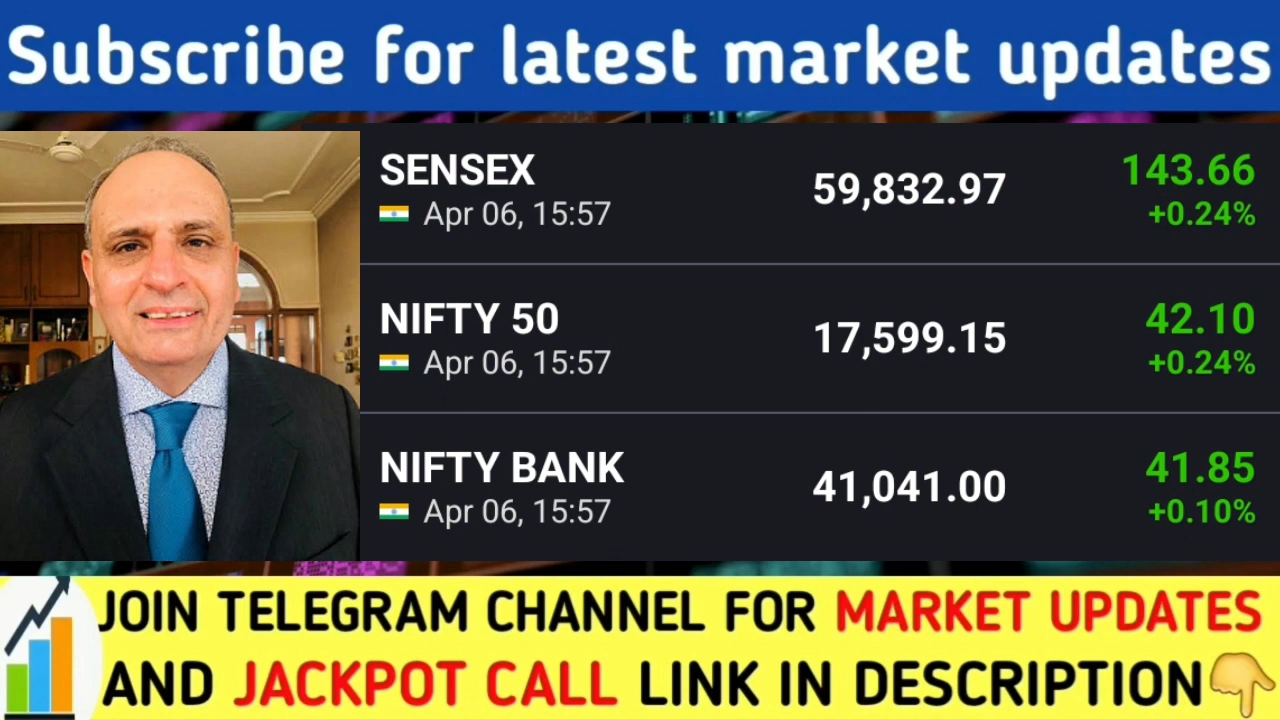 Subscribe for latest market updates
SENSEX
Apr 06, 15:57
59,832.97
143.66
+0.24%
NIFTY 50
Apr 06, 15:57
17,599.15
42.10
+0.24%
NIFTY BANK
Apr 06, 15:57
41,041.00
41.85
+0.10%
JOIN TELEGRAM CHANNEL FOR MARKET UPDATES
AND JACKPOT CALL LINK IN DESCRIPTION👇